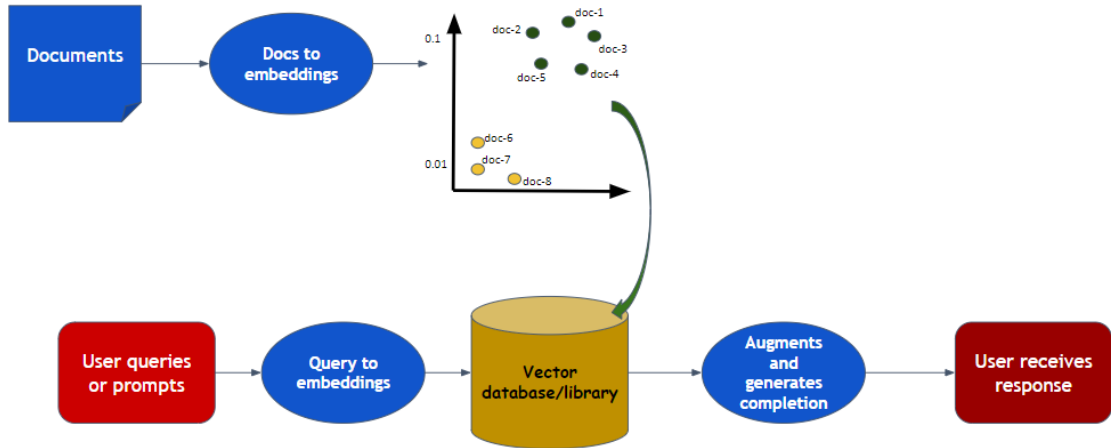 Documents
Docs to
embeddings
0.1
doc-1
doc-2
doc-3
doc-5
doc-4
doc-6
0.01
doc-7
doc-8
User queries
or prompts
Query to
embeddings
Vector
database/library
Augments
and
generates
completion
User receives
response